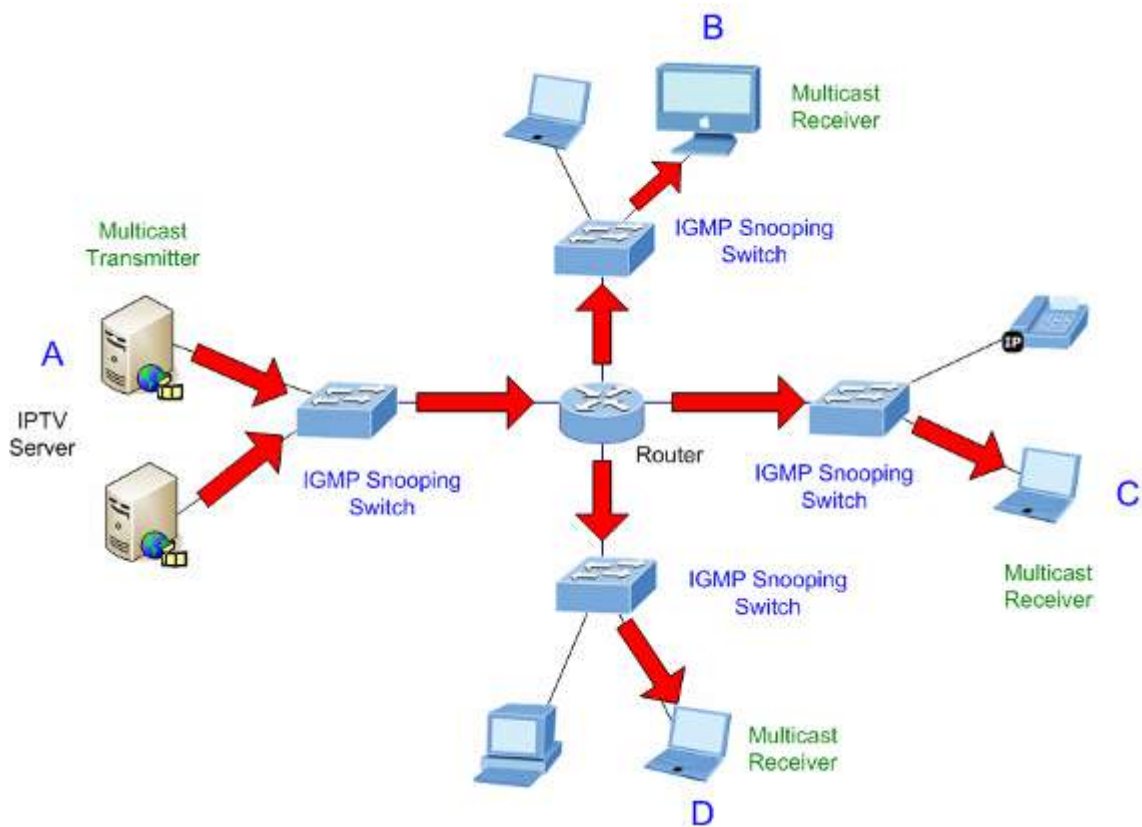 B
Multicast
Receiver
IGMP Snooping
Switch
Multicast
Transmitter
A
IPTV
Server
IGMP Snooping
Switch
Router
IP
IGMP Snooping
Switch
C
Multicast
Receiver
IGMP Snooping
Switch
Multicast
Receiver
D